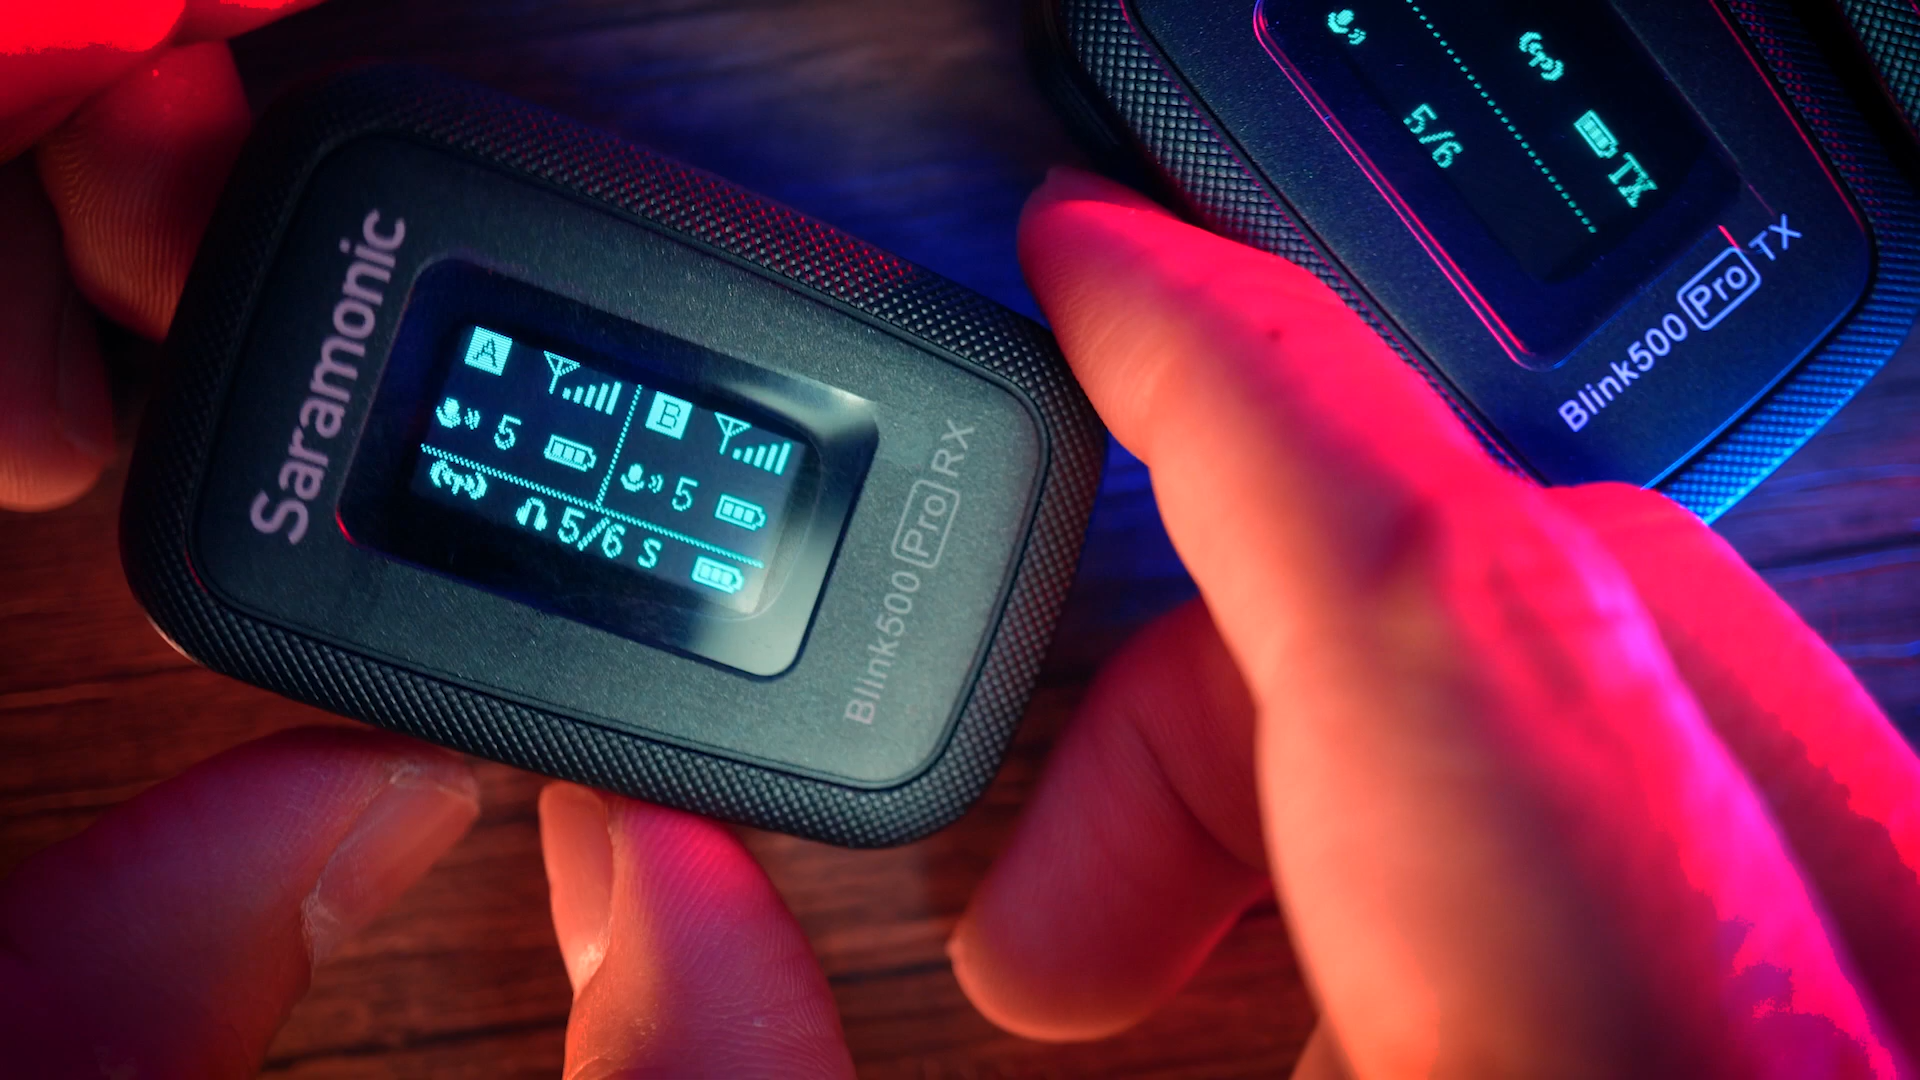 Saramonic
A
B
5
5
5/6 S
Blink500 Pro RX
5/6
TX
Blink500 Pro TX